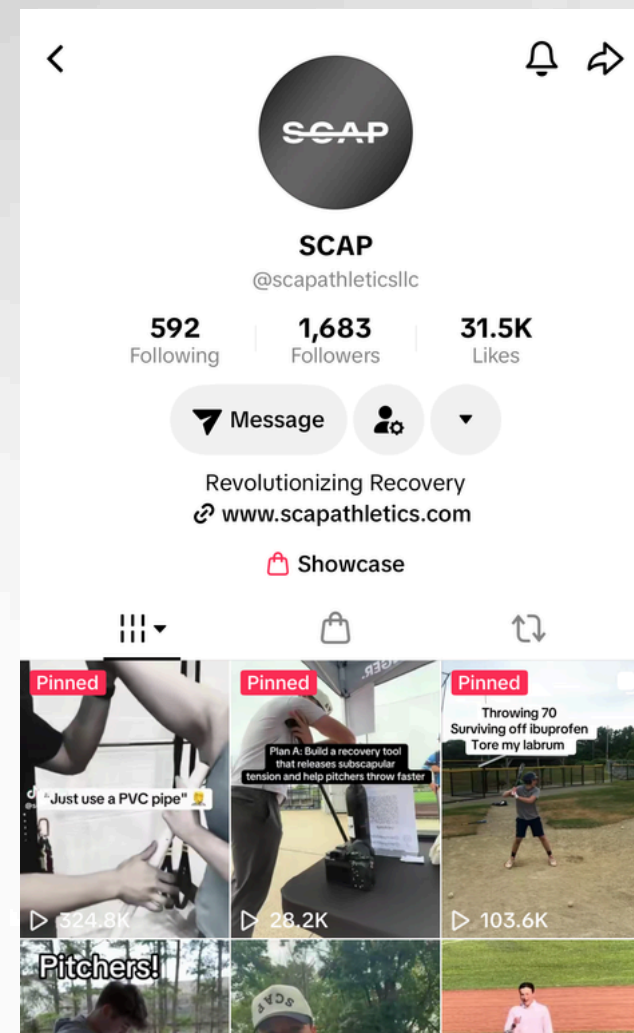 SCAP
SCAP
@scapathleticsllc
592
Following
1,683
Followers
31.5K
Likes
Message
Revolutionizing Recovery
www.scapathletics.com
Showcase
Pinned
"Just use a PVC pipe" 🤦
324.8K
Pinned
Plan A: Build a recovery tool
that releases subscapular
tension and help pitchers throw faster
28.2K
Pinned
Throwing 70
Surviving off ibuprofen
Tore my labrum
103.6K
Pitchers!
SCAP